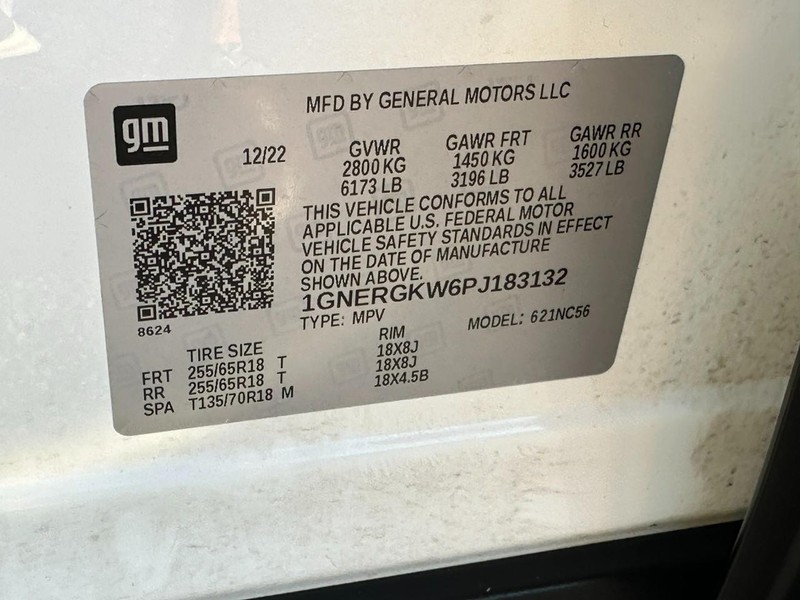 gm
MFD BY GENERAL MOTORS LLC
12/22
GVWR GAWR FRT GAWR RR
2800 KG 1450 KG 1600 KG
6173 LB 3196 LB 3527 LB
THIS VEHICLE CONFORMS TO ALL
APPLICABLE U.S. FEDERAL MOTOR
VEHICLE SAFETY STANDARDS IN EFFECT
ON THE DATE OF MANUFACTURE
SHOWN ABOVE.
1GNERGKW6PJ183132
8624
TYPE: MPV MODEL: 621NC56
TIRE SIZE RIM
FRT 255/65R18 T 18X8J
RR 255/65R18 T 18X8J
SPA T135/70R18 M 18X4.5B